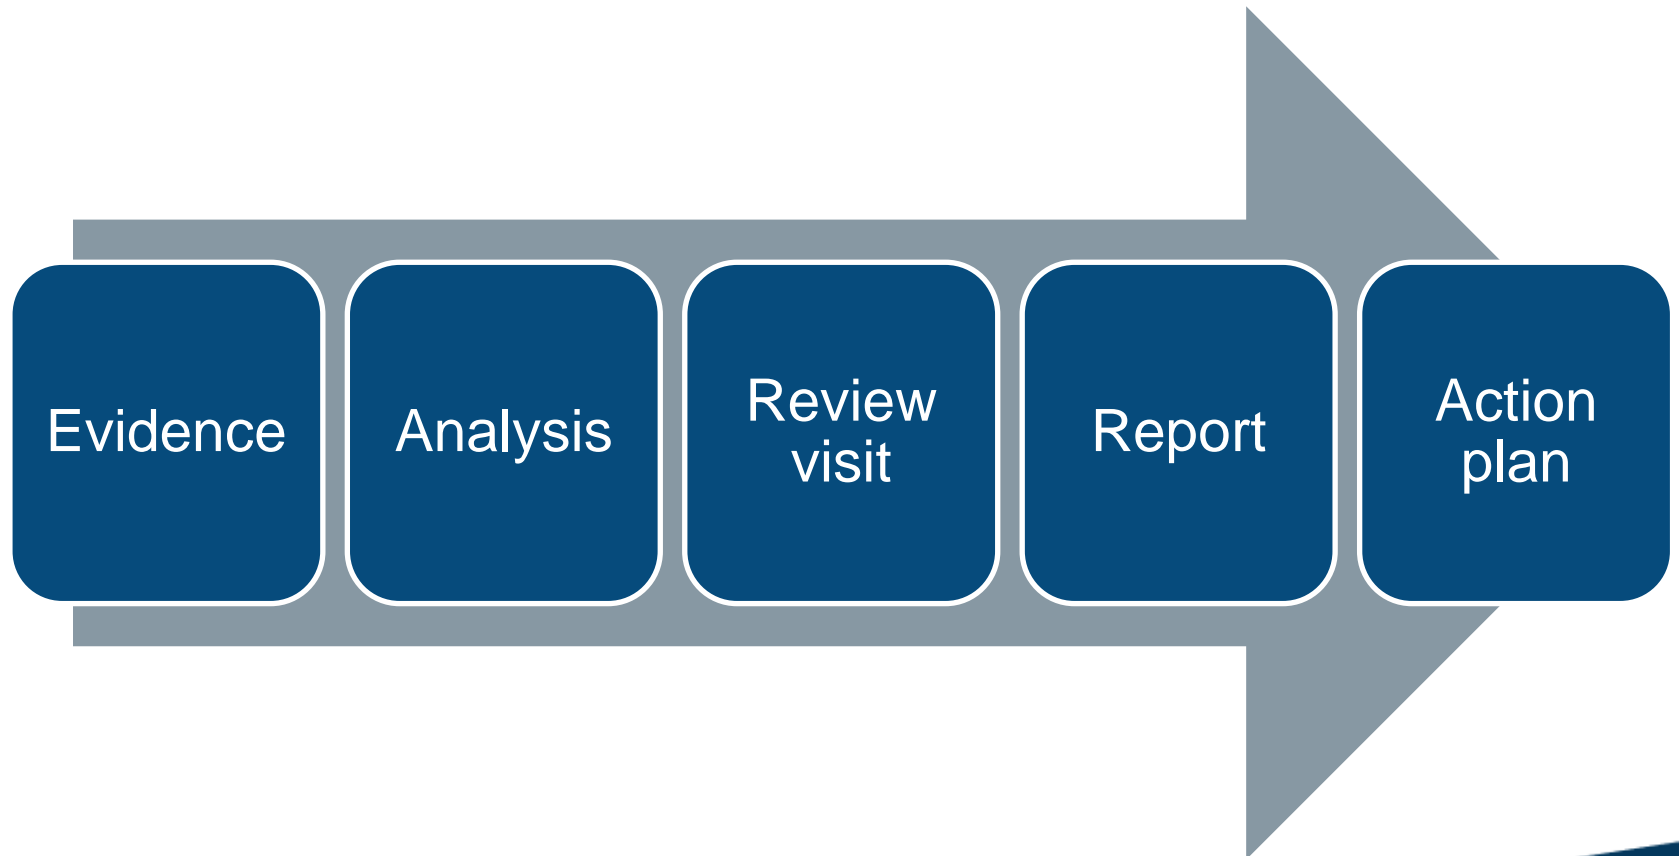 Evidence
Analysis
Review
visit
Report
Action
plan